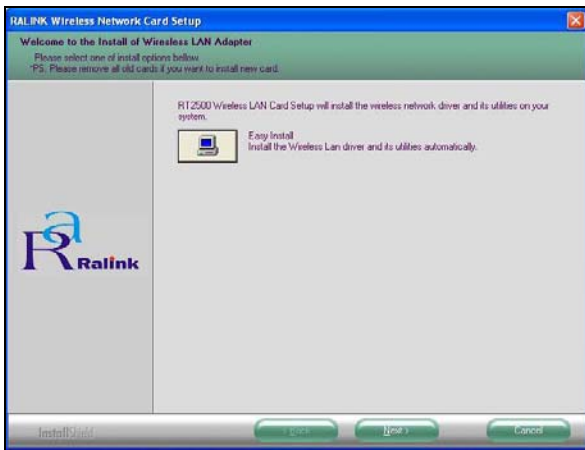 RALINK Wireless Network Card Setup
Welcome to the Install of Wireless LAN Adapter
Please select one of install options bellow.
*PS. Please remove all old cards if you want to install new card.
RT2500 Wireless LAN Card Setup will install the wireless network driver and its utilities on your
system.
Easy Install
Install the Wireless Lan driver and its utilities automatically.
Ra
Ralink
InstallShield
< Back
Next >
Cancel